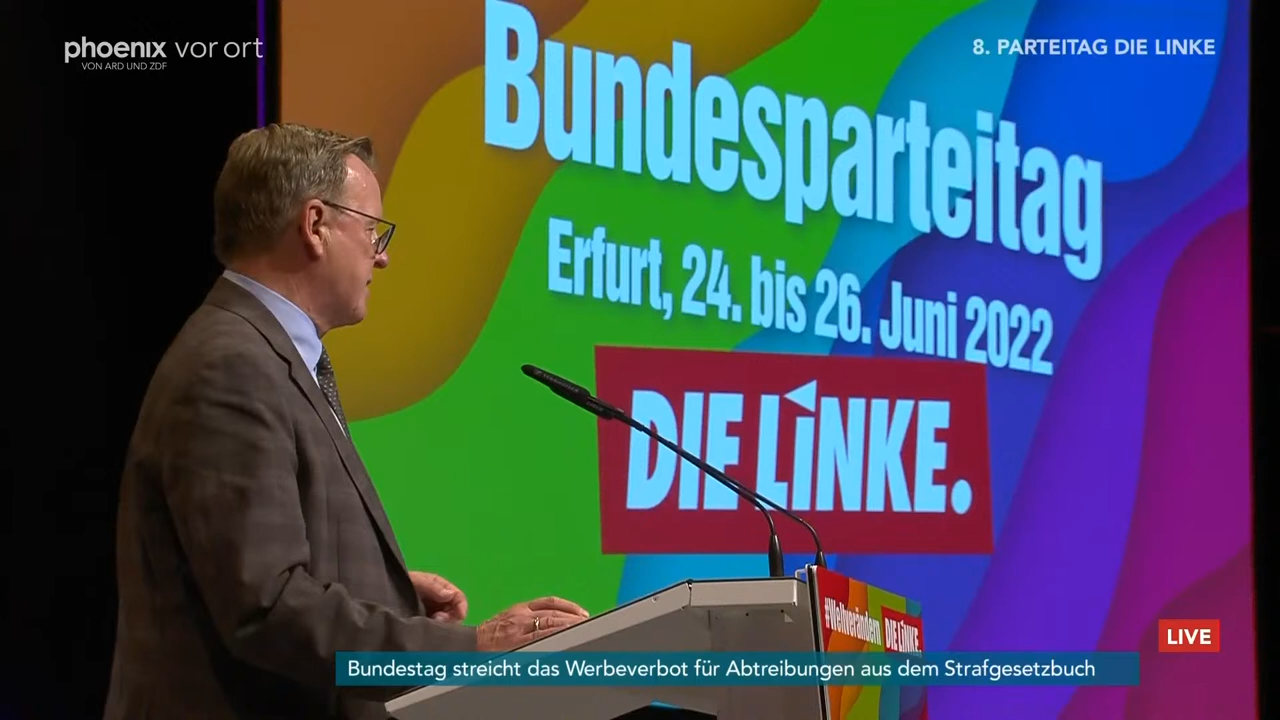 phoenix vor ort
VON ARD UND ZDF
8. PARTEITAG DIE LINKE
Bundesparteitag
Erfurt, 24. bis 26. Juni 2022
DIE LINKE.
#Weltverändern
DIE LINKE.
LIVE
Bundestag streicht das Werbeverbot für Abtreibungen aus dem Strafgesetzbuch